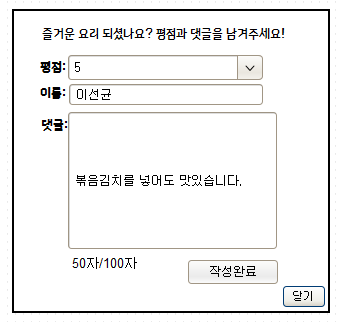 즐거운 요리 되셨나요? 평점과 댓글을 남겨주세요!
평점: 5
이름: 이선균
댓글:
볶음김치를 넣어도 맛있습니다.
50자/100자
작성완료
닫기